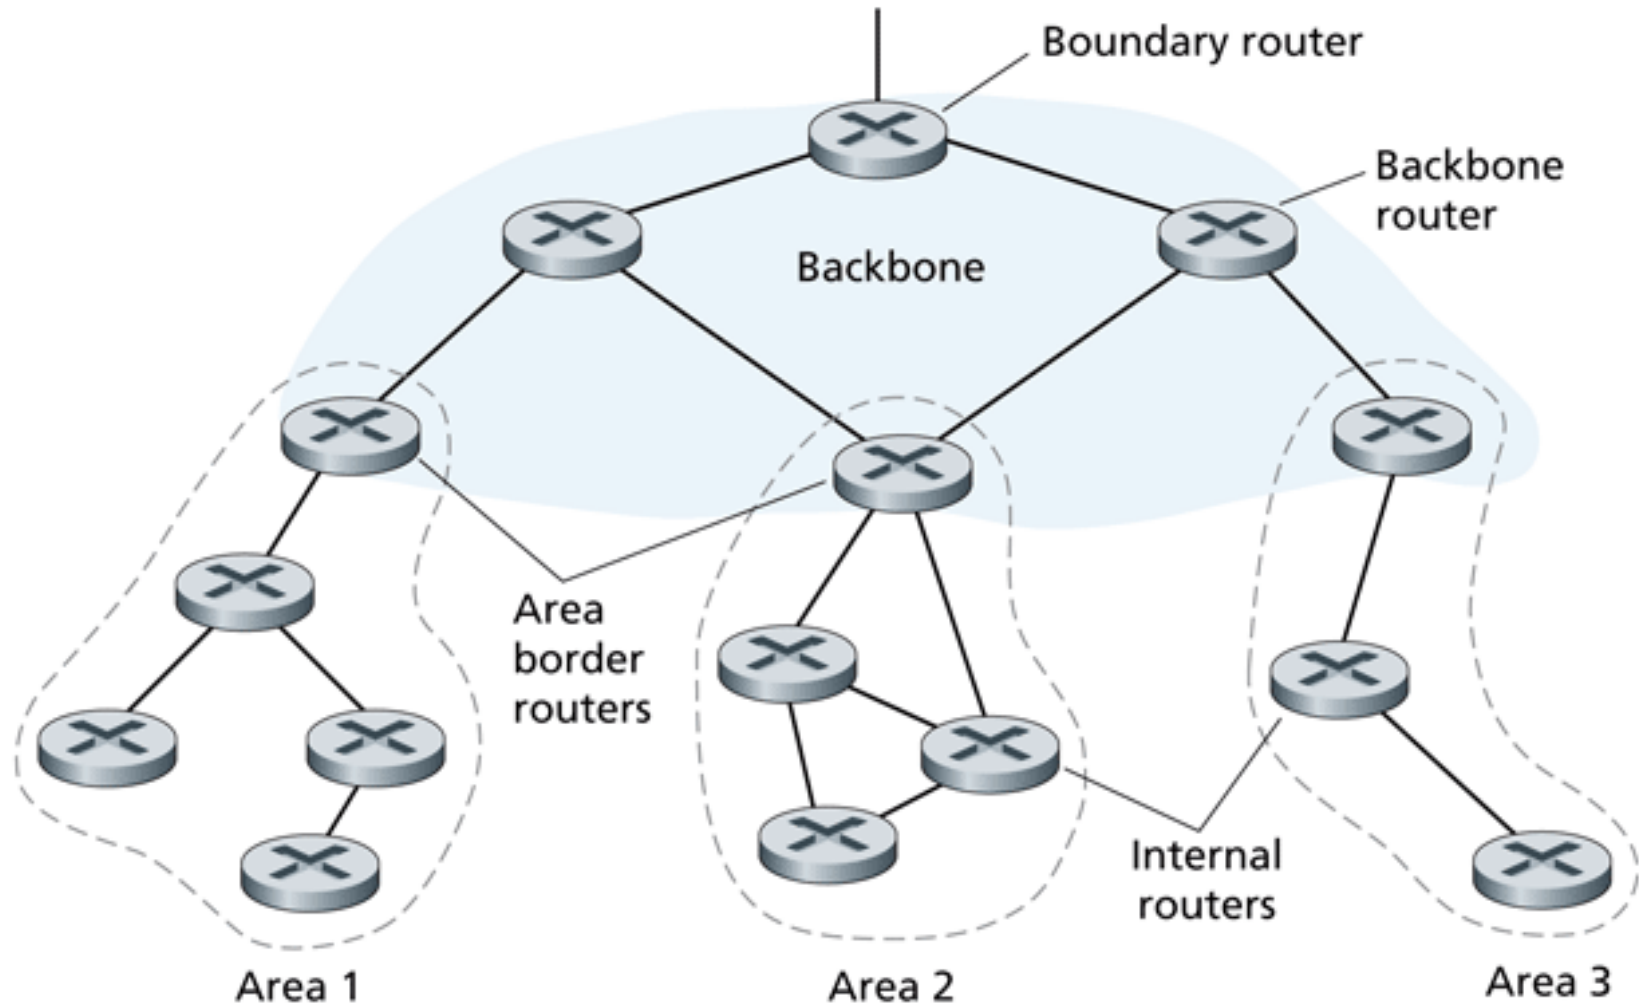 Boundary router
Backbone
router
Backbone
Area
border
routers
Internal
routers
Area 1
Area 2
Area 3